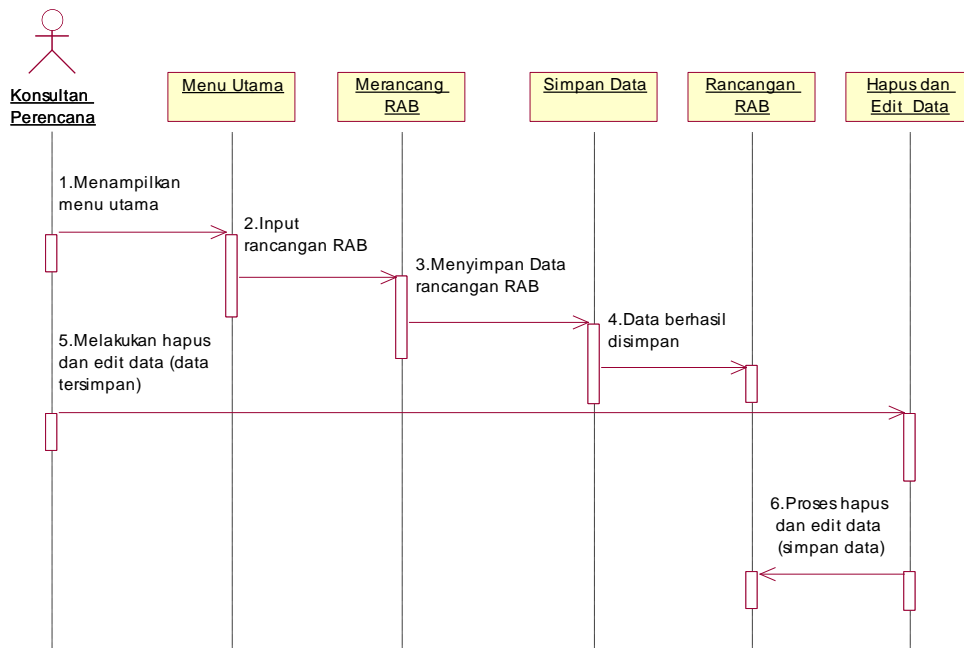 Konsultan
Perencana
Menu Utama
Merancang
RAB
Simpan Data
Rancangan
RAB
Hapus dan
Edit Data
1.Menampilkan
menu utama
2.Input
rancangan RAB
3.Menyimpan Data
rancangan RAB
4.Data berhasil
disimpan
5.Melakukan hapus
dan edit data (data
tersimpan)
6.Proses hapus
dan edit data
(simpan data)